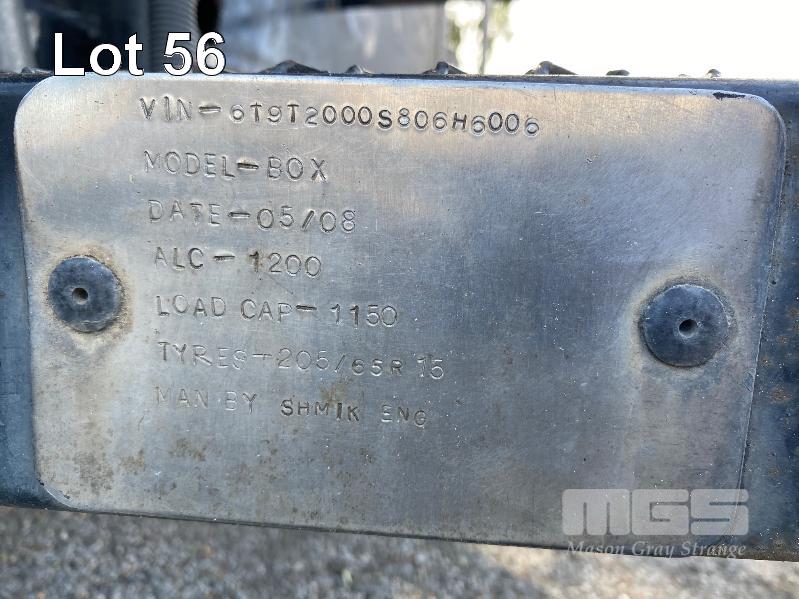 Lot 56
VIN-6T9T2000S806H6006
MODEL-BOX
DATE-05/08
ALC-1200
LOAD CAP-1150
TYRES-205/65R 15
MAN BY SHMIK ENG
MGS
Mason Gray Strange